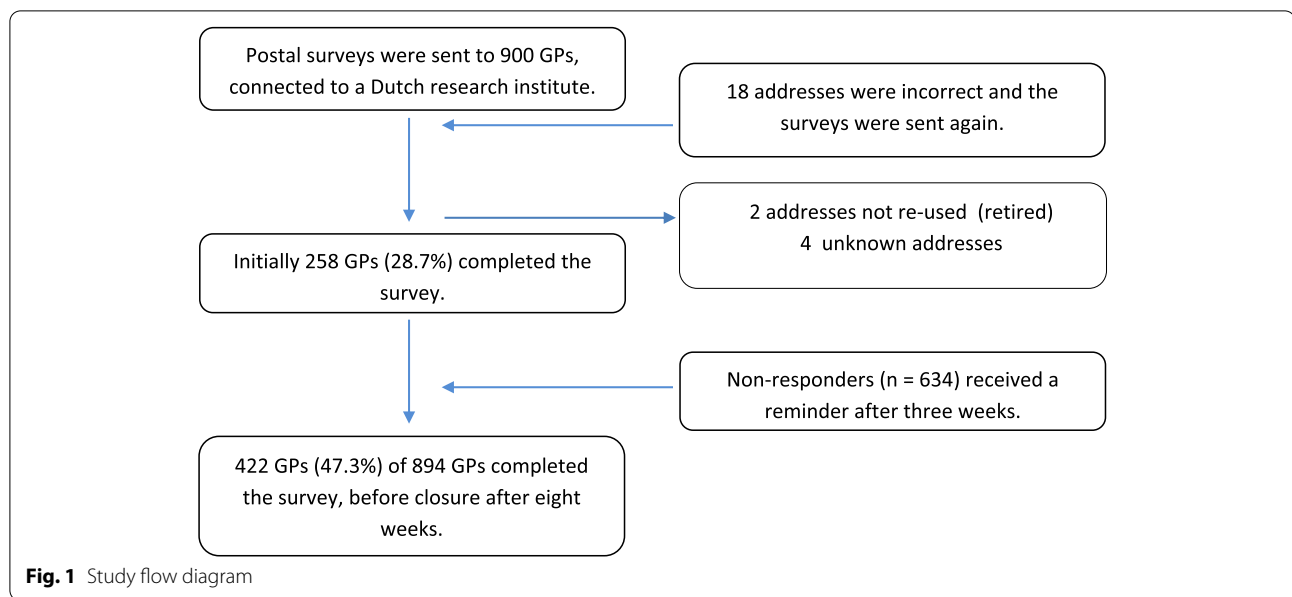 Postal surveys were sent to 900 GPs,
connected to a Dutch research institute.
18 addresses were incorrect and the
surveys were sent again.
2 addresses not re-used (retired)
4 unknown addresses
Initially 258 GPs (28.7%) completed the
survey.
Non-responders (n = 634) received a
reminder after three weeks.
422 GPs (47.3%) of 894 GPs completed
the survey, before closure after eight
weeks.
Fig. 1 Study flow diagram